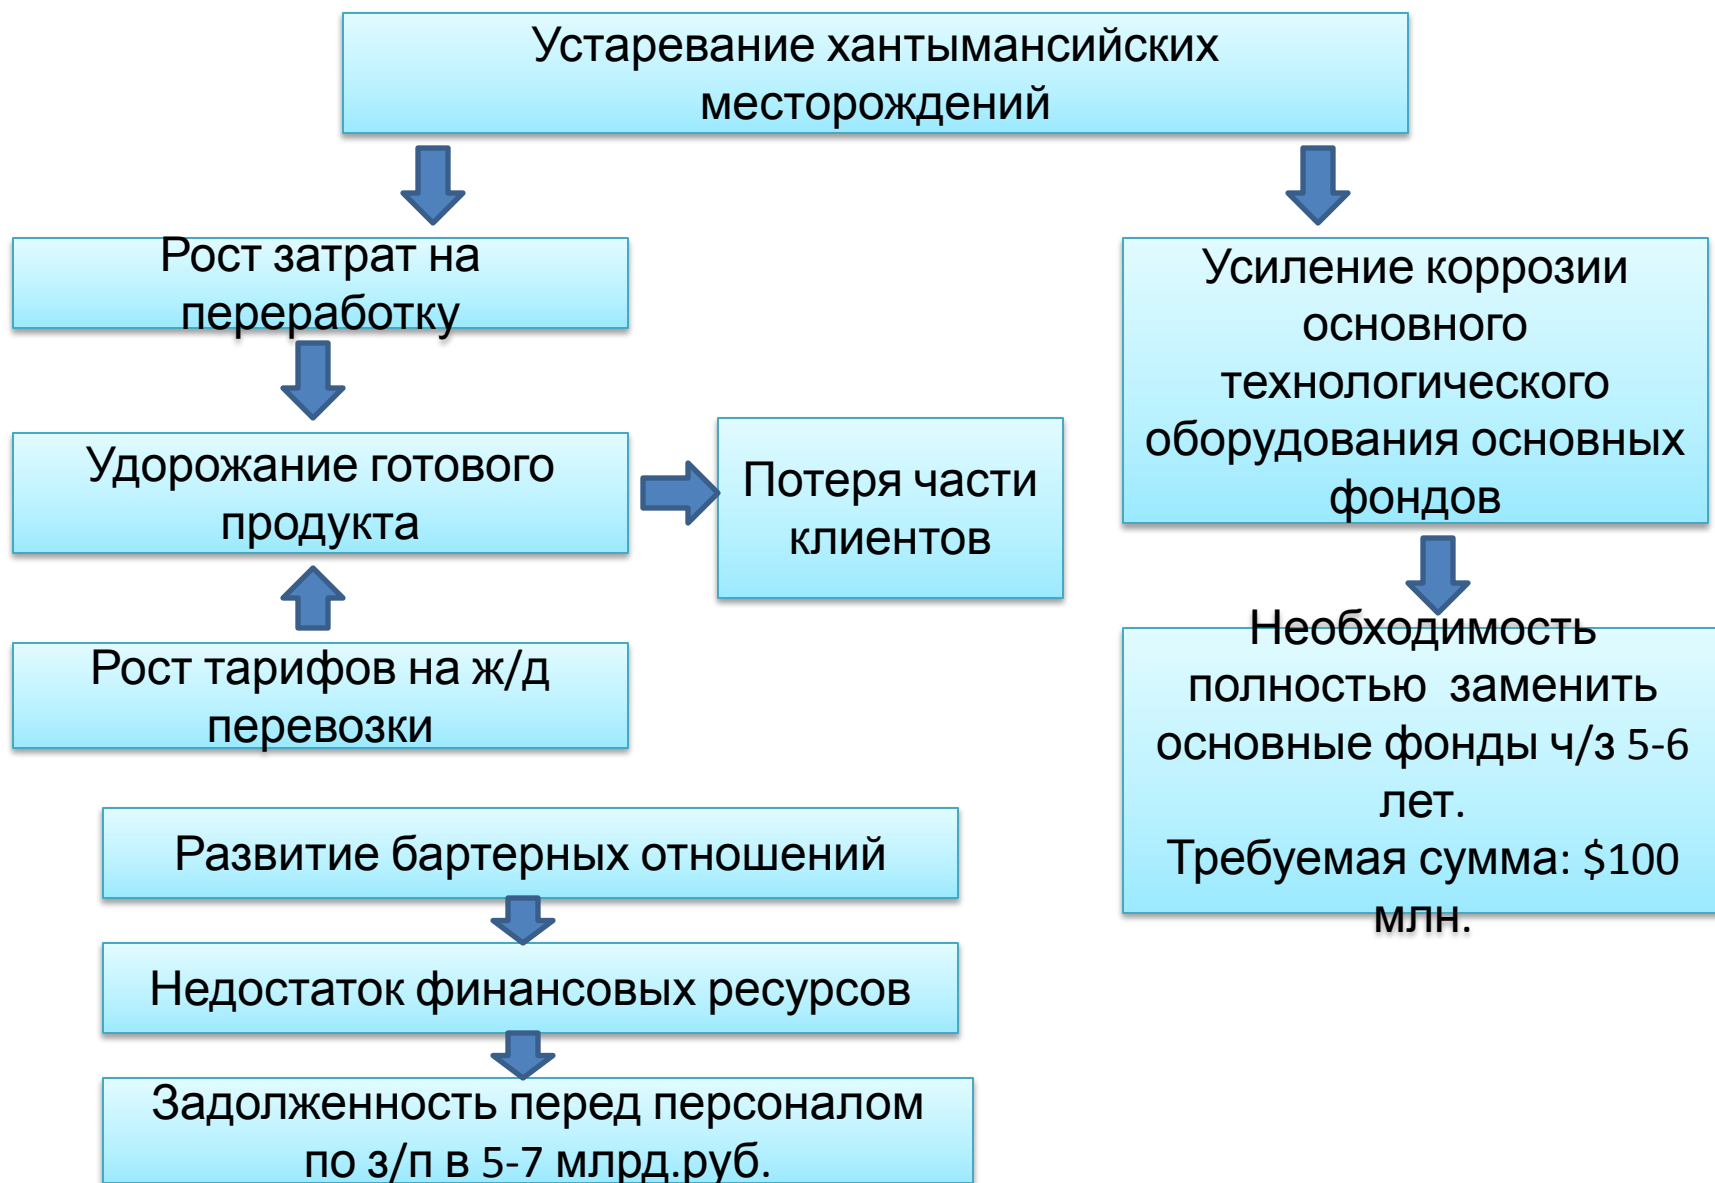 Устаревание хантымансийских
месторождений
Рост затрат на
переработку
Удорожание готового
продукта
Рост тарифов на ж/д
перевозки
Потеря части
клиентов
Усиление коррозии
основного
технологического
оборудования основных
фондов
Необходимость
полностью заменить
основные фонды ч/з 5-6
лет.
Требуемая сумма: $100
млн.
Развитие бартерных отношений
Недостаток финансовых ресурсов
Задолженность перед персоналом
по з/п в 5-7 млрд.руб.